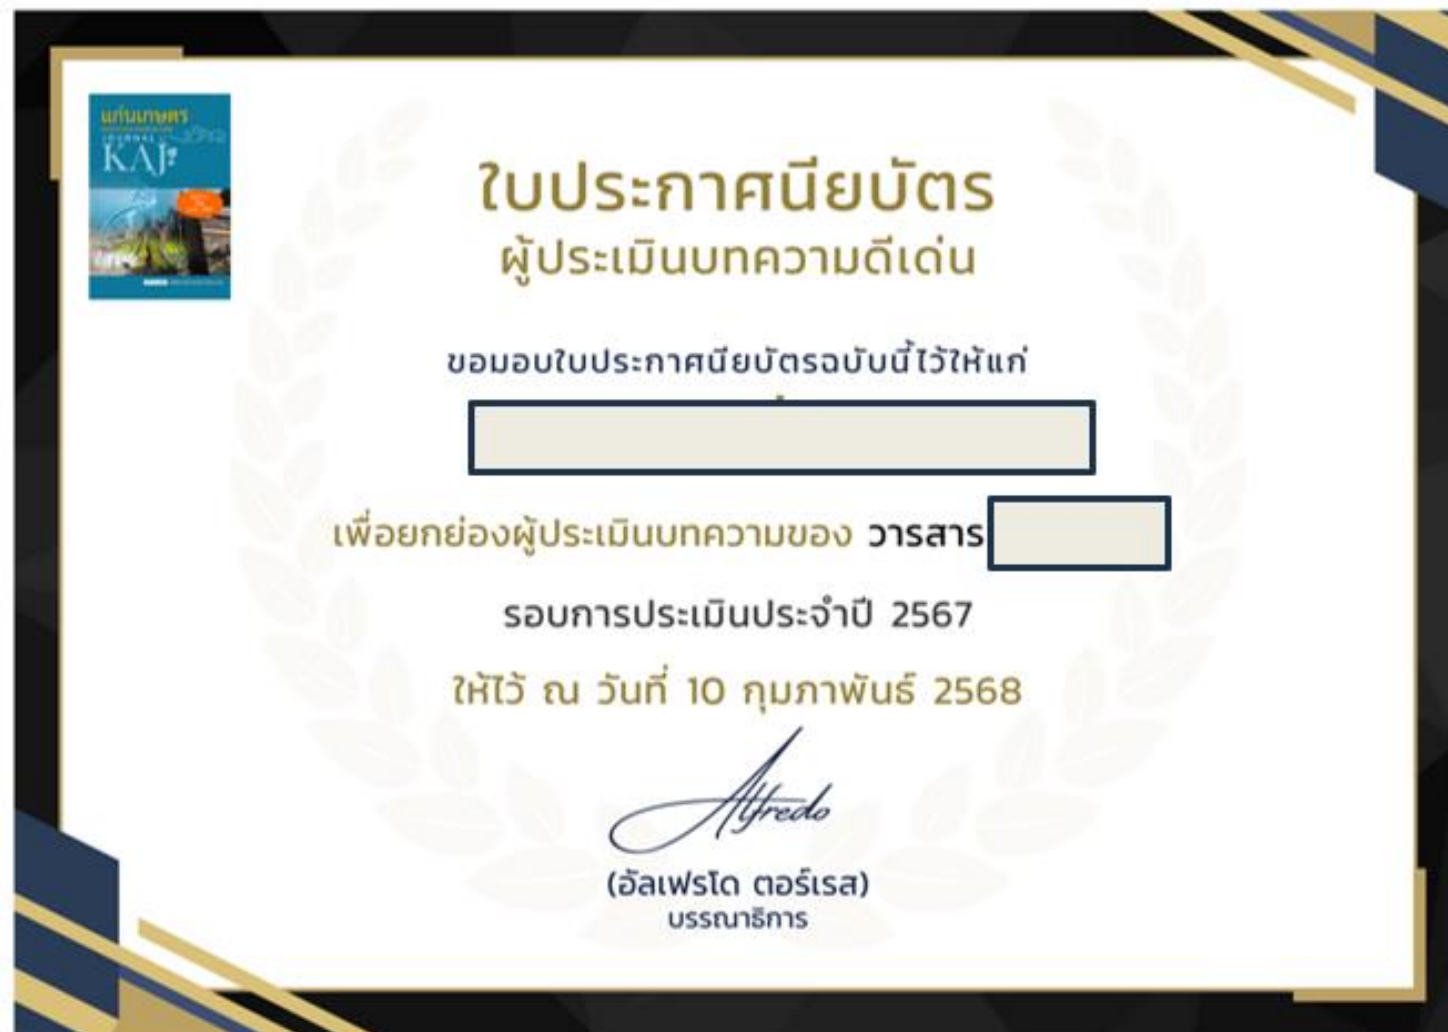 แก่นเกษตร
JOURNAL
KAJ
ใบประกาศนียบัตร
ผู้ประเมินบทความดีเด่น
ขอมอบใบประกาศนียบัตรฉบับนี้ไว้ให้แก่
เพื่อยกย่องผู้ประเมินบทความของ วารสาร
รอบการประเมินประจำปี 2567
ให้ไว้ ณ วันที่ 10 กุมภาพันธ์ 2568
Alfredo
(อัลเฟรโด ตอร์เรส)
บรรณาธิการ